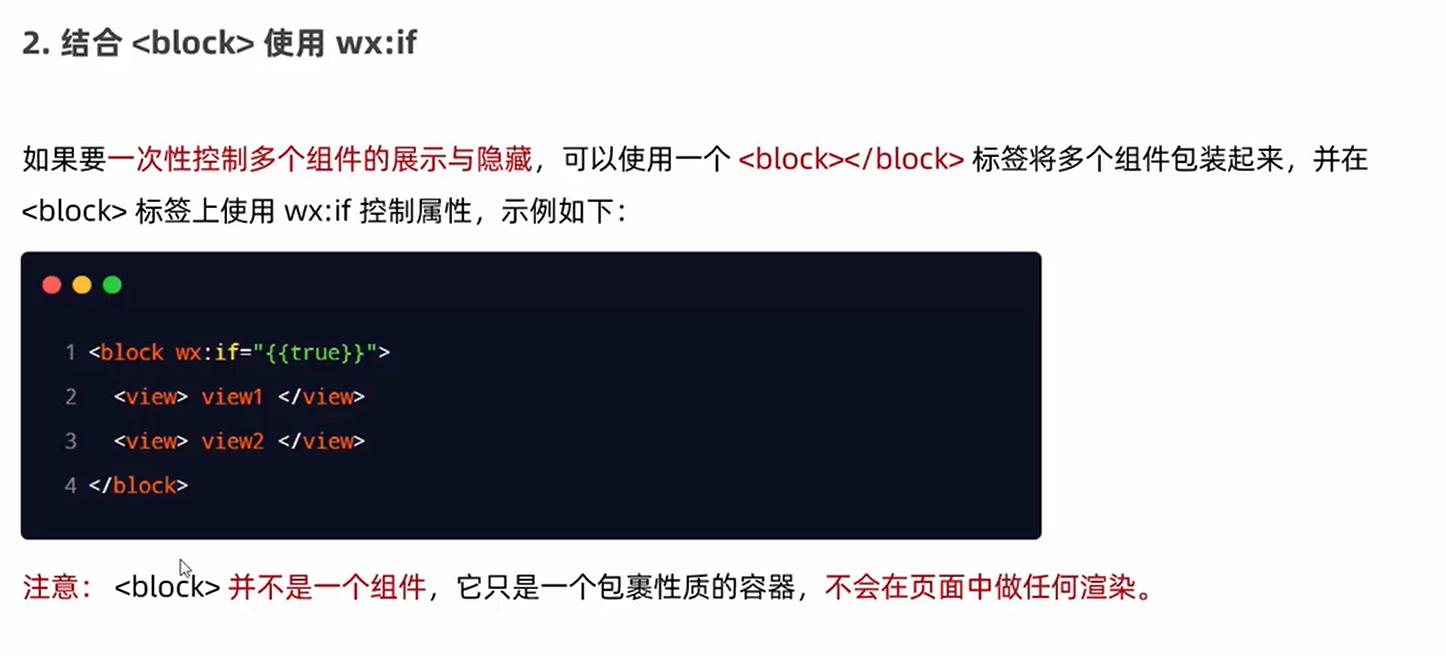 2. 结合 <block> 使用 wx:if
如果要一次性控制多个组件的展示与隐藏，可以使用一个 <block></block> 标签将多个组件包装起来，并在
<block> 标签上使用 wx:if 控制属性，示例如下：
1 <block wx:if="{{true}}">
2   <view> view1 </view>
3   <view> view2 </view>
4 </block>
注意： <block> 并不是一个组件，它只是一个包裹性质的容器，不会在页面中做任何渲染。